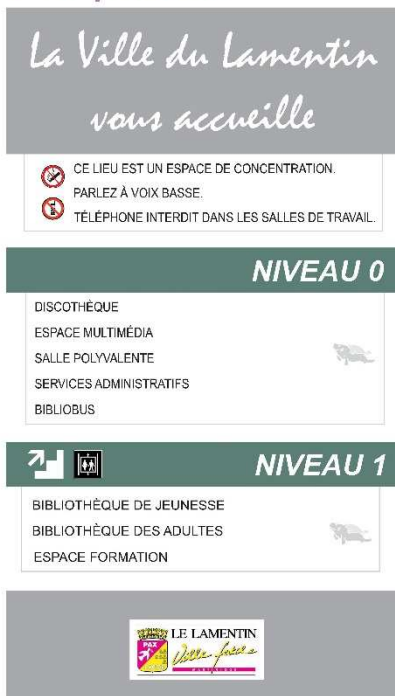 La Ville du Lamentin
vous accueille
CE LIEU EST UN ESPACE DE CONCENTRATION.
PARLEZ À VOIX BASSE.
TÉLÉPHONE INTERDIT DANS LES SALLES DE TRAVAIL.
NIVEAU 0
DISCOTHÈQUE
ESPACE MULTIMÉDIA
SALLE POLYVALENTE
SERVICES ADMINISTRATIFS
BIBLIOBUS
NIVEAU 1
BIBLIOTHÈQUE DE JEUNESSE
BIBLIOTHÈQUE DES ADULTES
ESPACE FORMATION
PAX
LE LAMENTIN